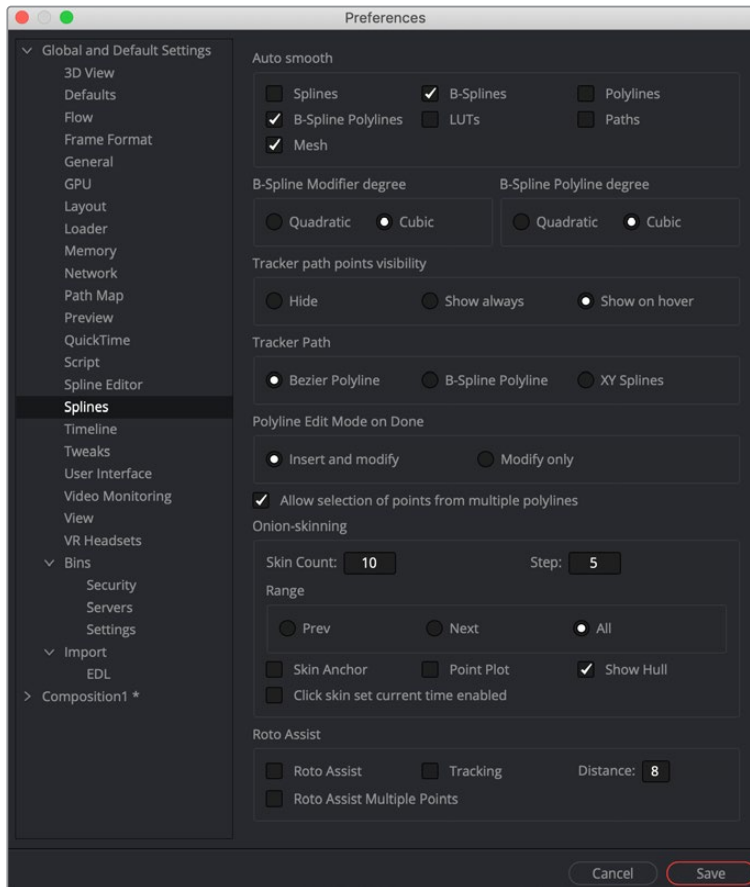 Preferences
Global and Default Settings
3D View
Defaults
Flow
Frame Format
General
GPU
Layout
Loader
Memory
Network
Path Map
Preview
QuickTime
Script
Spline Editor
Splines
Timeline
Tweaks
User Interface
Video Monitoring
View
VR Headsets
Bins
Security
Servers
Settings
Import
EDL
Composition1 *
Auto smooth
Splines B-Splines Polylines
B-Spline Polylines LUTs Paths
Mesh
B-Spline Modifier degree B-Spline Polyline degree
Quadratic Cubic Quadratic Cubic
Tracker path points visibility
Hide Show always Show on hover
Tracker Path
Bezier Polyline B-Spline Polyline XY Splines
Polyline Edit Mode on Done
Insert and modify Modify only
Allow selection of points from multiple polylines
Onion-skinning
Skin Count: 10 Step: 5
Range
Prev Next All
Skin Anchor Point Plot Show Hull
Click skin set current time enabled
Roto Assist
Roto Assist Tracking Distance: 8
Roto Assist Multiple Points
Cancel Save